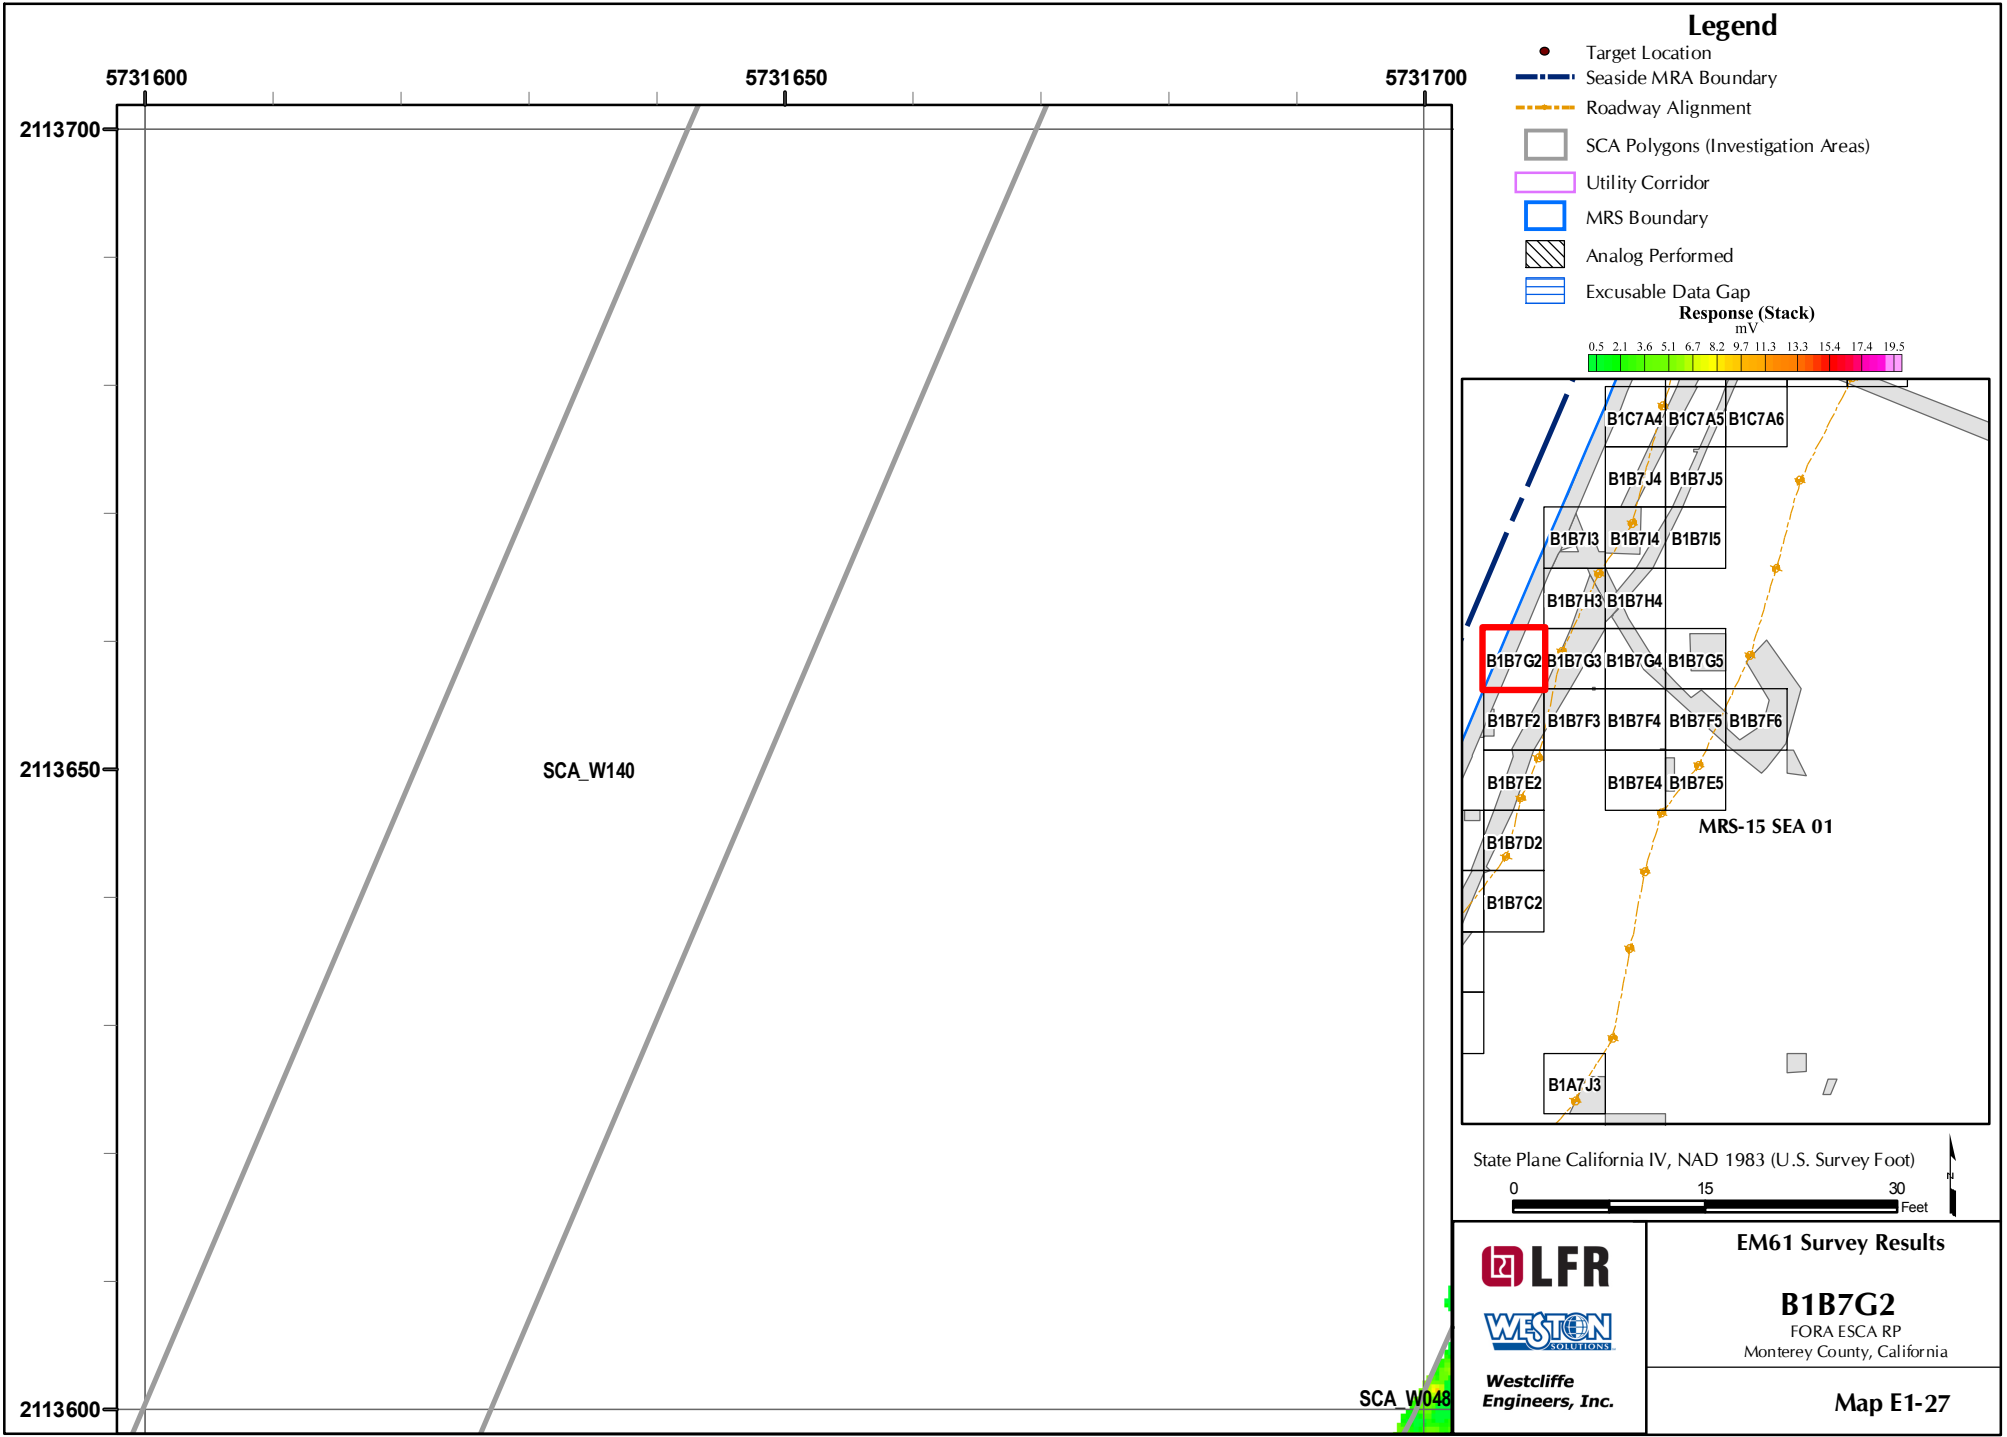 Legend
Target Location
Seaside MRA Boundary
Roadway Alignment
SCA Polygons (Investigation Areas)
Utility Corridor
MRS Boundary
Analog Performed
Excusable Data Gap
Response (Stack)
mV
0.5 2.1 3.6 5.1 6.7 8.2 9.7 11.3 13.3 15.4 17.4 19.5
5731600 5731650 5731700
2113700
2113650
2113600
SCA_W140
SCA_W048
B1C7A4 B1C7A5 B1C7A6
B1B7J4 B1B7J5
B1B7I3 B1B7I4 B1B7I5
B1B7H3 B1B7H4
B1B7G2 B1B7G3 B1B7G4 B1B7G5
B1B7F2 B1B7F3 B1B7F4 B1B7F5 B1B7F6
B1B7E2 B1B7E4 B1B7E5
MRS-15 SEA 01
B1B7D2
B1B7C2
B1A7J3
State Plane California IV, NAD 1983 (U.S. Survey Foot)
N
0 15 30
Feet
LFR
WESTON
SOLUTIONS
Westcliffe
Engineers, Inc.
EM61 Survey Results
B1B7G2
FORA ESCA RP
Monterey County, California
Map E1-27